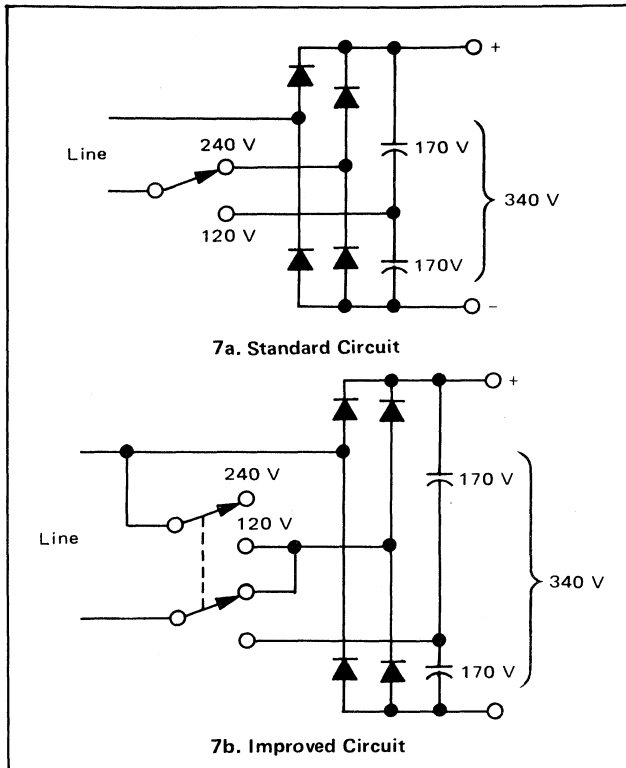 +
240 V
Line
170 V
340 V
120 V
170V
−
7a. Standard Circuit
+
240 V
170 V
120 V
Line
340 V
170 V
7b. Improved Circuit